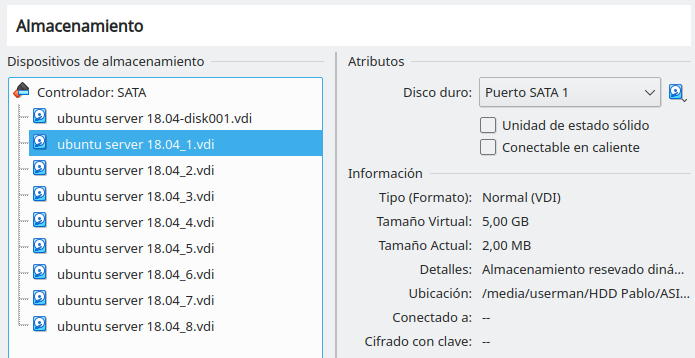 Almacenamiento
Dispositivos de almacenamiento
Controlador: SATA
ubuntu server 18.04-disk001.vdi
ubuntu server 18.04_1.vdi
ubuntu server 18.04_2.vdi
ubuntu server 18.04_3.vdi
ubuntu server 18.04_4.vdi
ubuntu server 18.04_5.vdi
ubuntu server 18.04_6.vdi
ubuntu server 18.04_7.vdi
ubuntu server 18.04_8.vdi
Atributos
Disco duro: Puerto SATA 1
Unidad de estado sólido
Conectable en caliente
Información
Tipo (Formato): Normal (VDI)
Tamaño Virtual: 5,00 GB
Tamaño Actual: 2,00 MB
Detalles: Almacenamiento resevado diná...
Ubicación: /media/userman/HDD Pablo/ASI...
Conectado a: --
Cifrado con clave: --